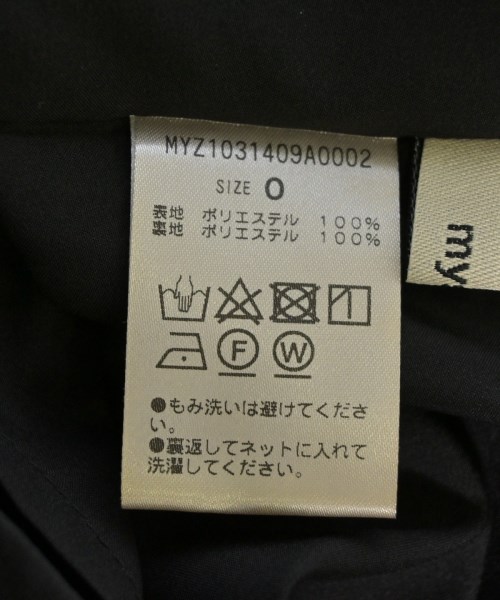 MYZ1031409A0002
SIZE 0
表地 ポリエステル 100%
裏地 ポリエステル 100%
F W
●もみ洗いは避けてくださ
い。
●裏返してネットに入れて
洗濯してください。
my